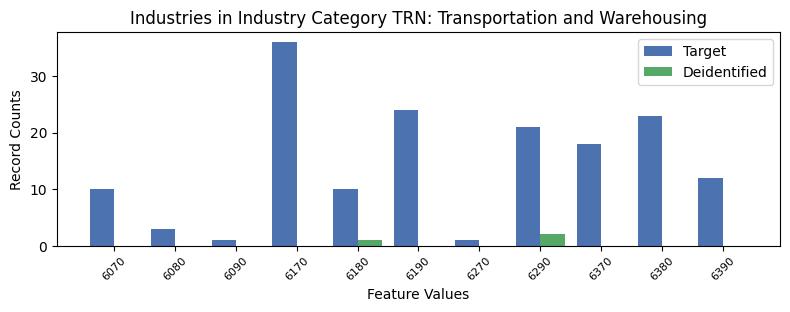 Industries in Industry Category TRN: Transportation and Warehousing
Target
Deidentified
Record Counts
30
20
10
0
6070 6080 6090 6170 6180 6190 6270 6290 6370 6380 6390
Feature Values